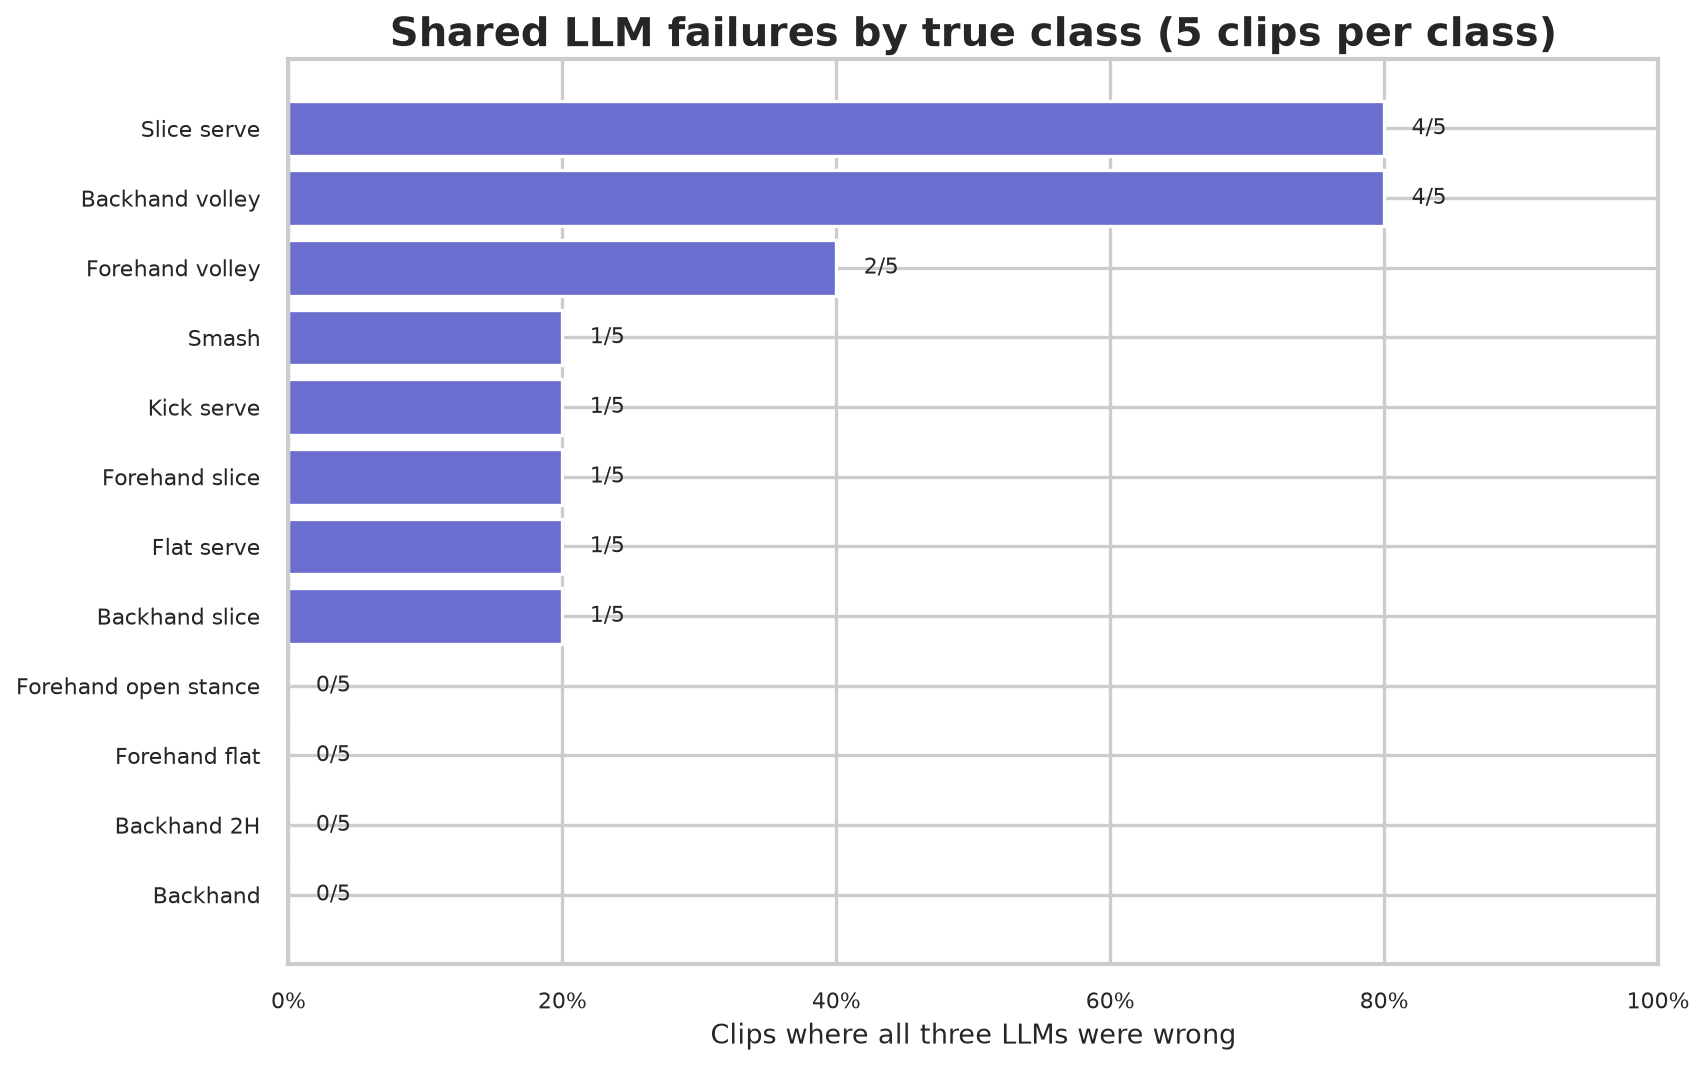 Shared LLM failures by true class (5 clips per class)
Slice serve 4/5
Backhand volley 4/5
Forehand volley 2/5
Smash 1/5
Kick serve 1/5
Forehand slice 1/5
Flat serve 1/5
Backhand slice 1/5
Forehand open stance 0/5
Forehand flat 0/5
Backhand 2H 0/5
Backhand 0/5
0% 20% 40% 60% 80% 100%
Clips where all three LLMs were wrong